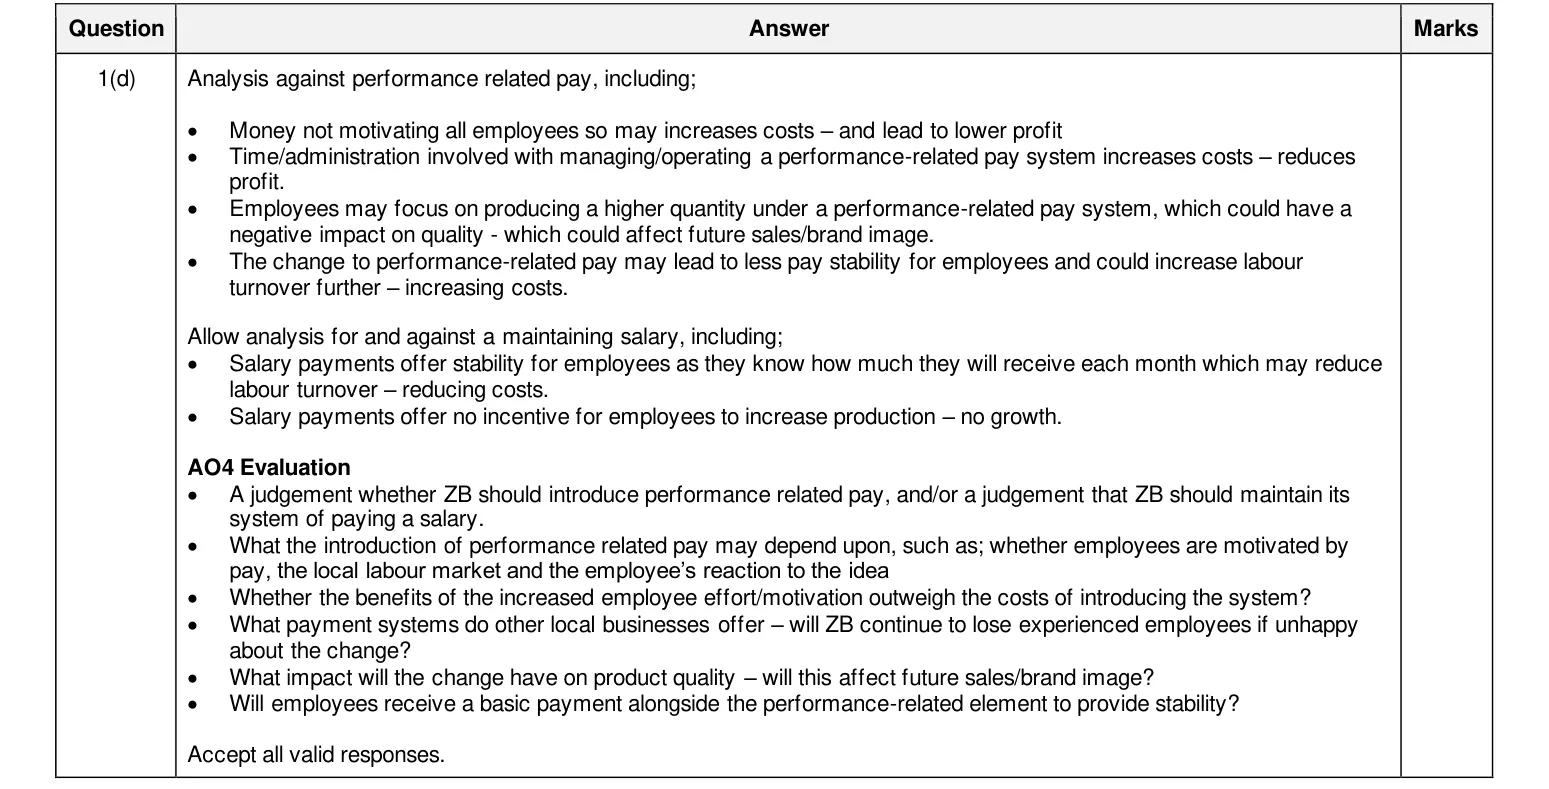 Question Answer Marks
1(d) Analysis against performance related pay, including;
• Money not motivating all employees so may increases costs – and lead to lower profit
• Time/administration involved with managing/operating a performance-related pay system increases costs – reduces
profit.
• Employees may focus on producing a higher quantity under a performance-related pay system, which could have a
negative impact on quality - which could affect future sales/brand image.
• The change to performance-related pay may lead to less pay stability for employees and could increase labour
turnover further – increasing costs.
Allow analysis for and against a maintaining salary, including;
• Salary payments offer stability for employees as they know how much they will receive each month which may reduce
labour turnover – reducing costs.
• Salary payments offer no incentive for employees to increase production – no growth.
AO4 Evaluation
• A judgement whether ZB should introduce performance related pay, and/or a judgement that ZB should maintain its
system of paying a salary.
• What the introduction of performance related pay may depend upon, such as; whether employees are motivated by
pay, the local labour market and the employee's reaction to the idea
• Whether the benefits of the increased employee effort/motivation outweigh the costs of introducing the system?
• What payment systems do other local businesses offer – will ZB continue to lose experienced employees if unhappy
about the change?
• What impact will the change have on product quality – will this affect future sales/brand image?
• Will employees receive a basic payment alongside the performance-related element to provide stability?
Accept all valid responses.